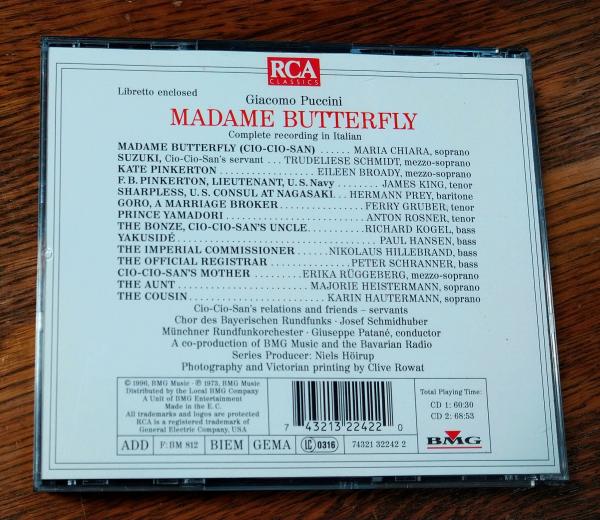 RCA
CLASSICS
Libretto enclosed
Giacomo Puccini
MADAME BUTTERFLY
Complete recording in Italian
MADAME BUTTERFLY (CIO-CIO-SAN) ...... MARIA CHIARA, soprano
SUZUKI, Cio-Cio-San's servant ... TRUDELIESE SCHMIDT, mezzo-soprano
KATE PINKERTON ........................ EILEEN BROADY, mezzo-soprano
F.B. PINKERTON, LIEUTENANT, U.S. Navy ........... JAMES KING, tenor
SHARPLESS, U.S. CONSUL AT NAGASAKI ... HERMANN PREY, baritone
GORO, A MARRIAGE BROKER .................... FERRY GRUBER, tenor
PRINCE YAMADORI ............................... ANTON ROSNER, tenor
THE BONZE, CIO-CIO-SAN'S UNCLE ......... RICHARD KOGEL, bass
YAKUSIDÉ ........................................... PAUL HANSEN, bass
THE IMPERIAL COMMISSIONER ...... NIKOLAUS HILLEBRAND, bass
THE OFFICIAL REGISTRAR ................. PETER SCHRANNER, bass
CIO-CIO-SAN'S MOTHER .......... ERIKA RÜGGEBERG, mezzo-soprano
THE AUNT ......................... MAJORIE HEISTERMANN, soprano
THE COUSIN .......................... KARIN HAUTERMANN, soprano
Cio-Cio-San's relations and friends – servants
Chor des Bayerischen Rundfunks · Josef Schmidhuber
Münchner Rundfunkorchester · Giuseppe Patané, conductor
A co-production of BMG Music and the Bavarian Radio
Series Producer: Niels Höirup
Photography and Victorian printing by Clive Rowat
© 1996, BMG Music · ℗ 1973, BMG Music
Distributed by the Local BMG Company
A Unit of BMG Entertainment
Made in the E. C.
All trademarks and logos are protected
RCA is a registered trademark of
General Electric Company, USA
ADD F: BM 812 BIEM GEMA LC 0316 74321 32242 2
7 43213 22422 0
Total Playing Time:
CD 1: 60:30
CD 2: 68:53
BMG